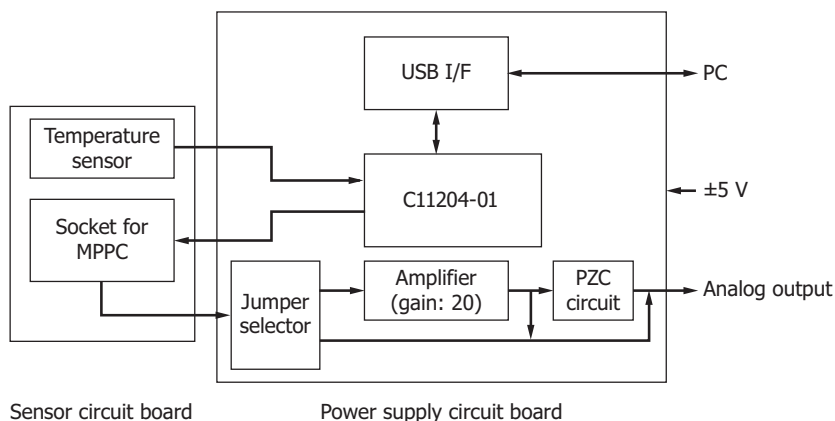 USB I/F
PC
Temperature
sensor
C11204-01
±5 V
Socket for
MPPC
Jumper
selector
Amplifier
(gain: 20)
PZC
circuit
Analog output
Sensor circuit board
Power supply circuit board